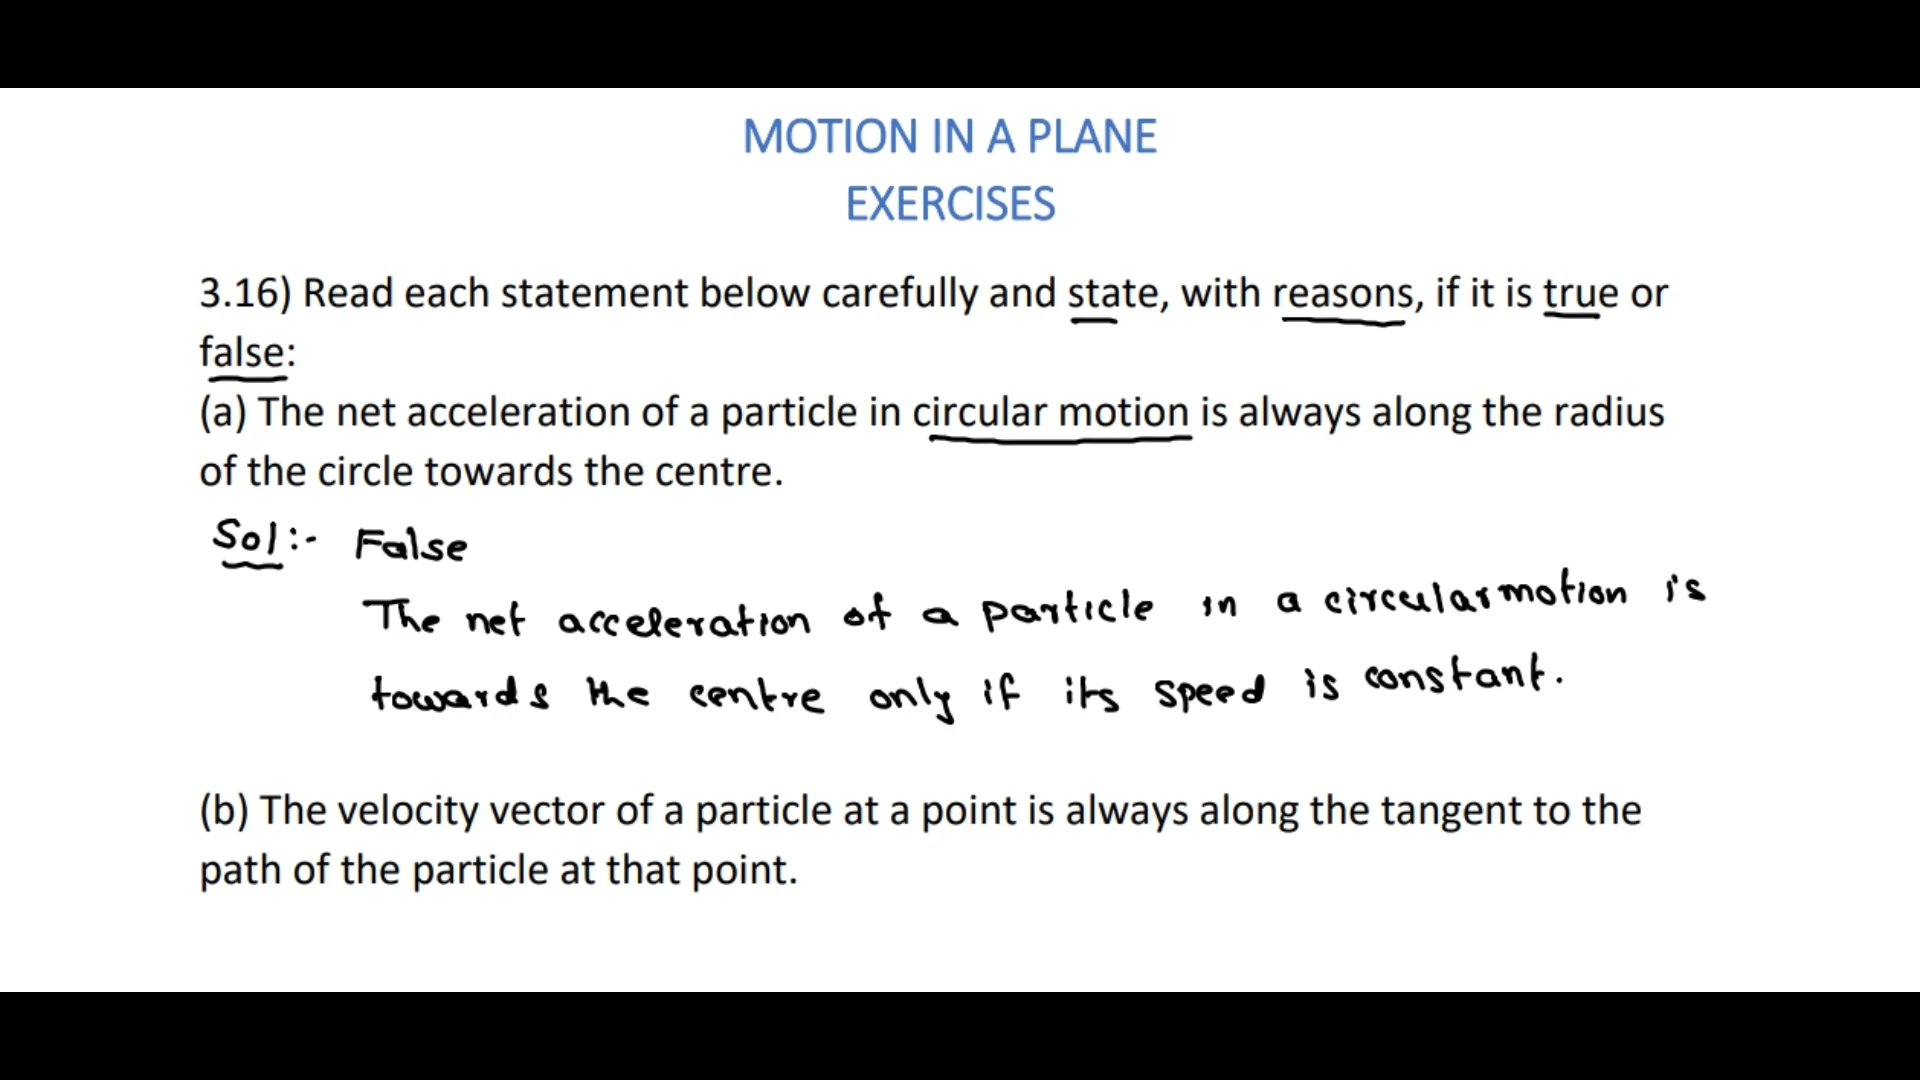 MOTION IN A PLANE
EXERCISES
3.16) Read each statement below carefully and state, with reasons, if it is true or
false:
(a) The net acceleration of a particle in circular motion is always along the radius
of the circle towards the centre.
Sol:- False
The net acceleration of a particle in a circular motion is
towards the centre only if its speed is constant.
(b) The velocity vector of a particle at a point is always along the tangent to the
path of the particle at that point.